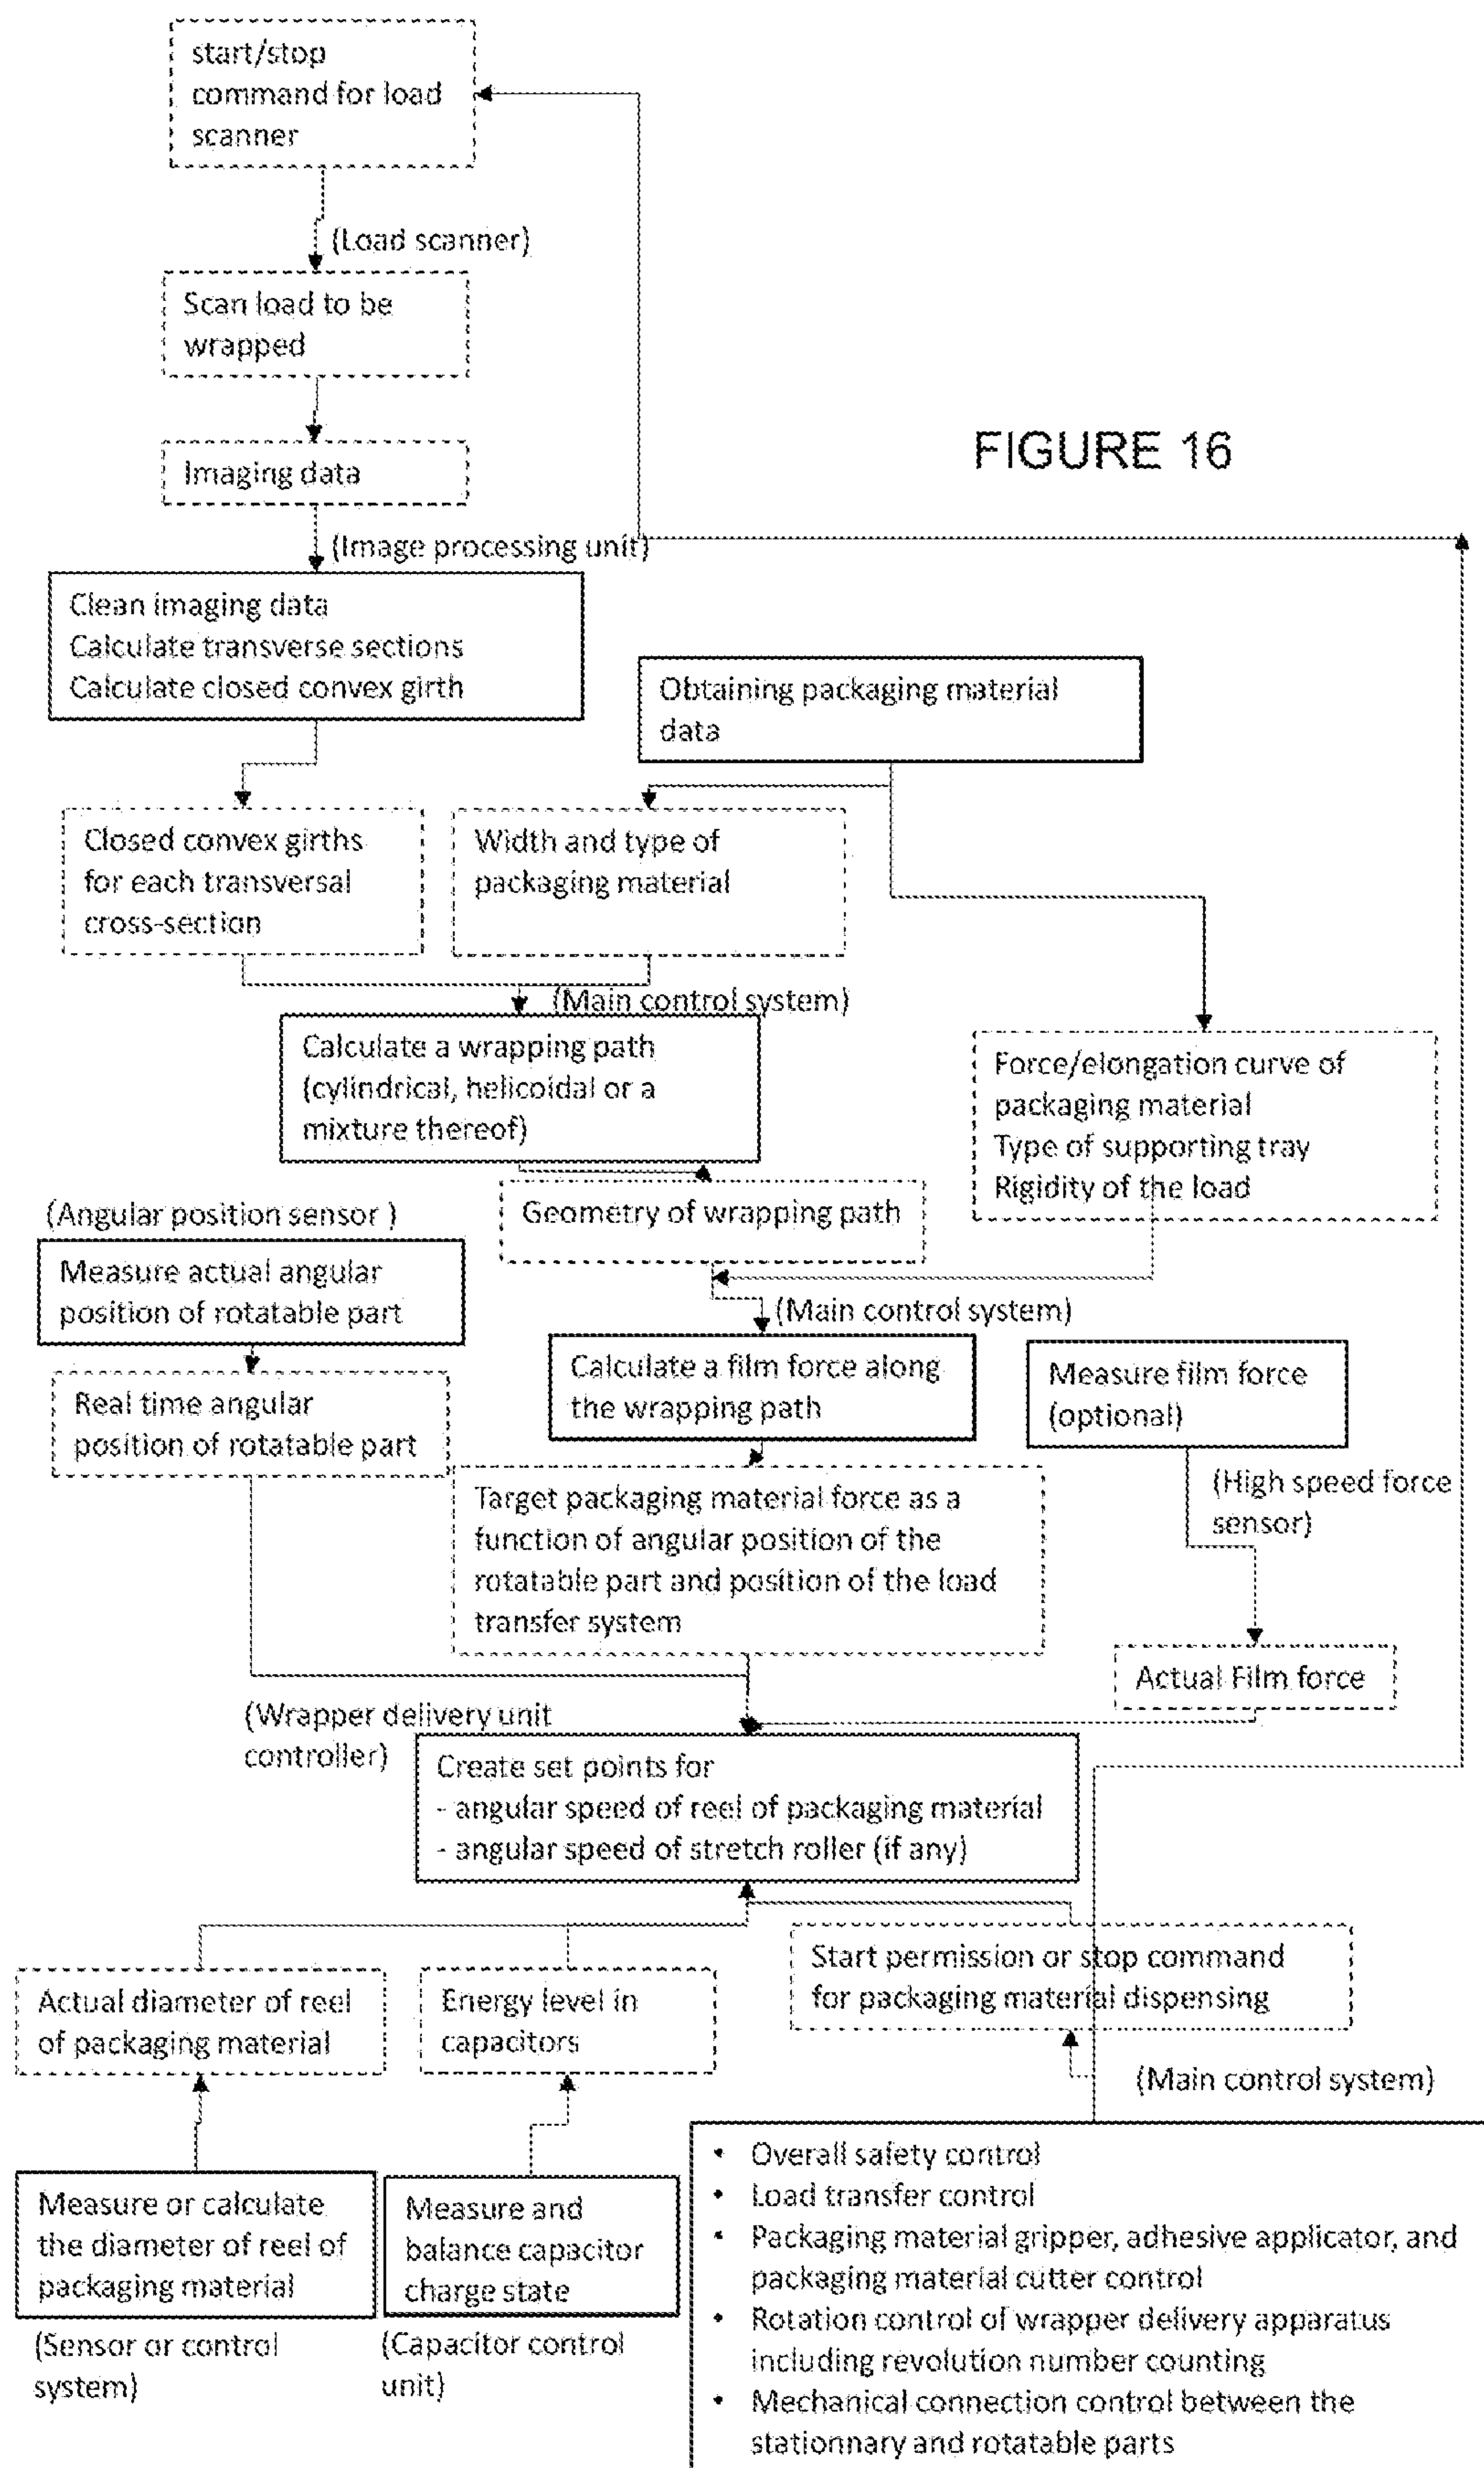 start/stop
command for load
scanner
(Load scanner)
Scan load to be
wrapped
FIGURE 16
Imaging data
(Image processing unit)
Clean imaging data
Calculate transverse sections
Calculate closed convex girth
Obtaining packaging material
data
Closed convex girths
for each transversal
cross-section
Width and type of
packaging material
(Main control system)
Calculate a wrapping path
(cylindrical, helicoidal or a
mixture thereof)
Force/elongation curve of
packaging material
Type of supporting tray
Rigidity of the load
Geometry of wrapping path
(Angular position sensor )
Measure actual angular
position of rotatable part
(Main control system)
Calculate a film force along
the wrapping path
Measure film force
(optional)
Real time angular
position of rotatable part
(High speed force
sensor)
Target packaging material force as a
function of angular position of the
rotatable part and position of the load
transfer system
Actual Film force
(Wrapper delivery unit
controller)
Create set points for
- angular speed of reel of packaging material
- angular speed of stretch roller (if any)
Start permission or stop command
for packaging material dispensing
Actual diameter of reel
of packaging material
Energy level in
capacitors
(Main control system)
Measure or calculate
the diameter of reel of
packaging material
(Sensor or control
system)
Measure and
balance capacitor
charge state
(Capacitor control
unit)
• Overall safety control
• Load transfer control
• Packaging material gripper, adhesive applicator, and
packaging material cutter control
• Rotation control of wrapper delivery apparatus
including revolution number counting
• Mechanical connection control between the
stationnary and rotatable parts